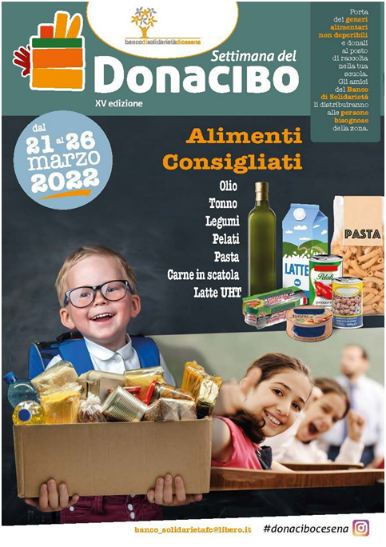 bancodisolidarietàdicesena
Settimana del
DONACIBO
XV edizione
Porta
dei generi
alimentari
non deperibili
e donali
al posto
di raccolta
nella tua
scuola.
Gli amici
del Banco
di Solidarietà
li distribuiranno
alle persone
bisognose
della zona.
dal
21 al 26
marzo
2022
Alimenti
Consigliati
Olio
Tonno
Legumi
Pelati
Pasta
Carne in scatola
Latte UHT
LATTE
PASTA
banco_solidarietafc@libero.it
#donacibocesena